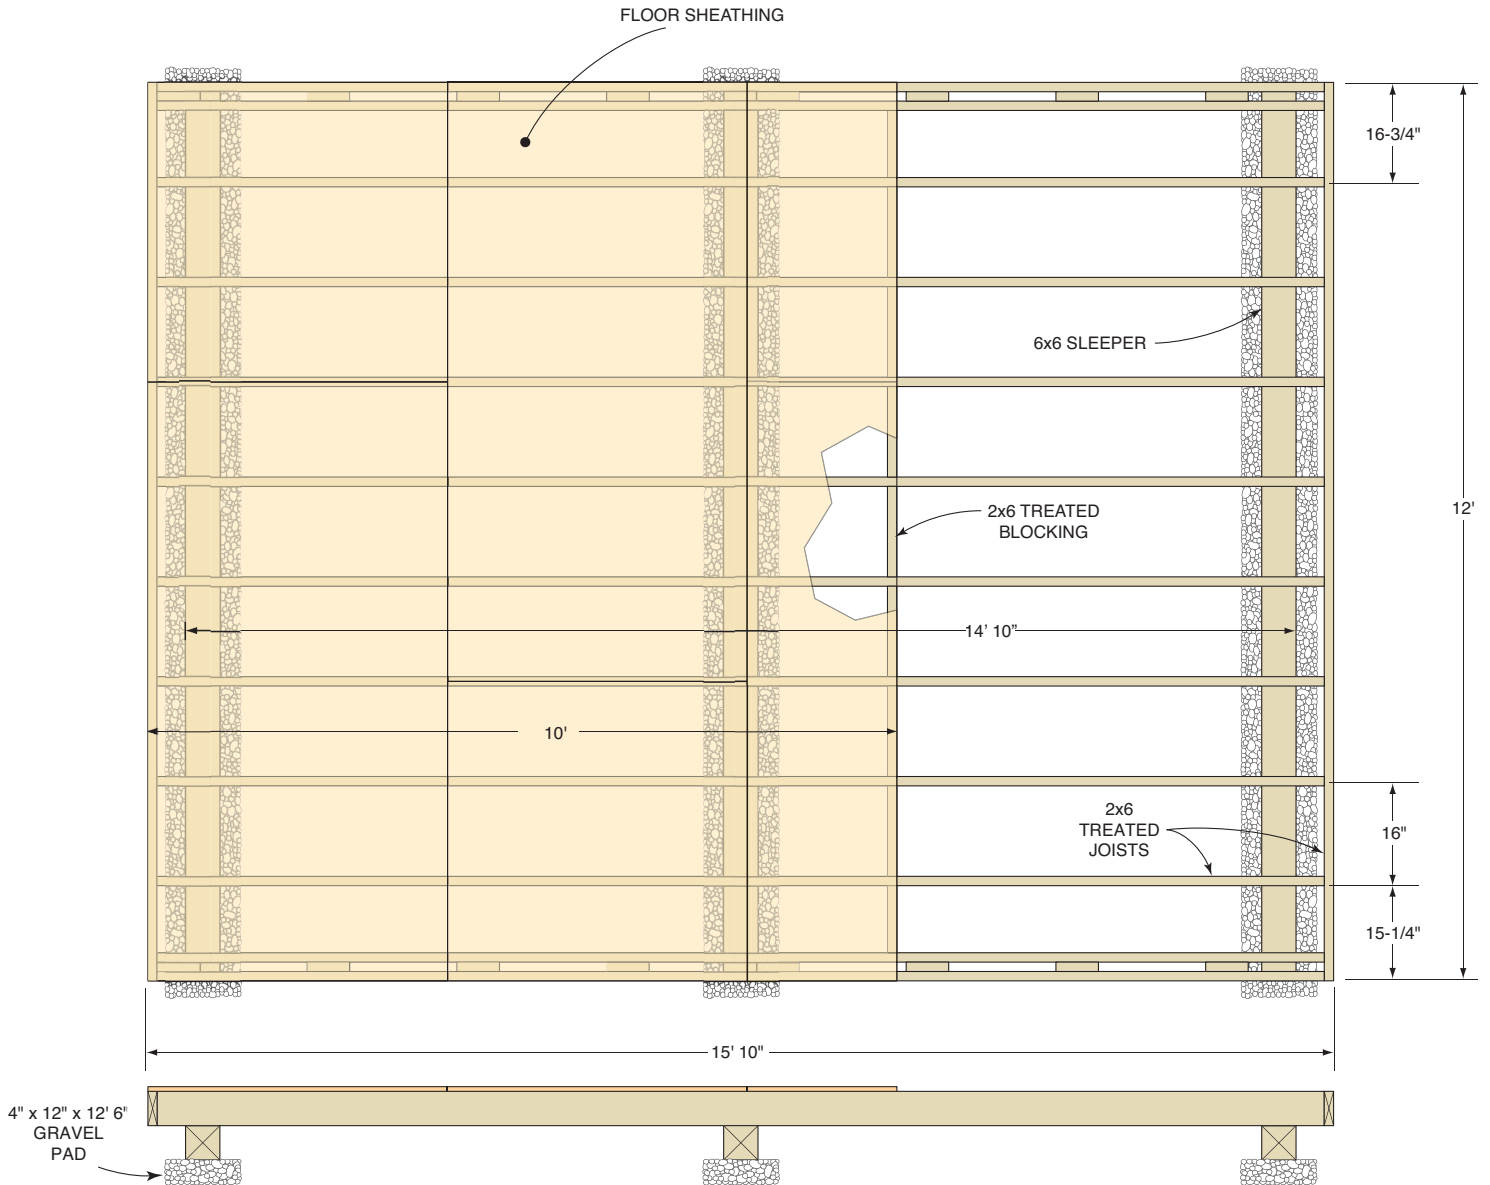 FLOOR SHEATHING
16-3/4"
6x6 SLEEPER
12'
2x6 TREATED
BLOCKING
14’ 10”
10'
2x6
TREATED
JOISTS
16"
15-1/4"
15' 10"
4" x 12" x 12' 6"
GRAVEL
PAD